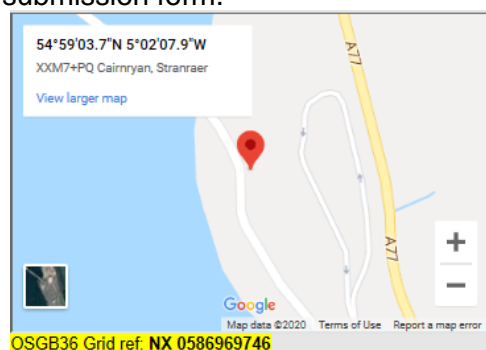 submission form.
54°59'03.7"N 5°02'07.9"W
XXM7+PQ Cairnryan, Stranraer
View larger map
A77
A77
+
−
Google
Map data ©2020 Terms of Use Report a map error
OSGB36 Grid ref: NX 0586969746